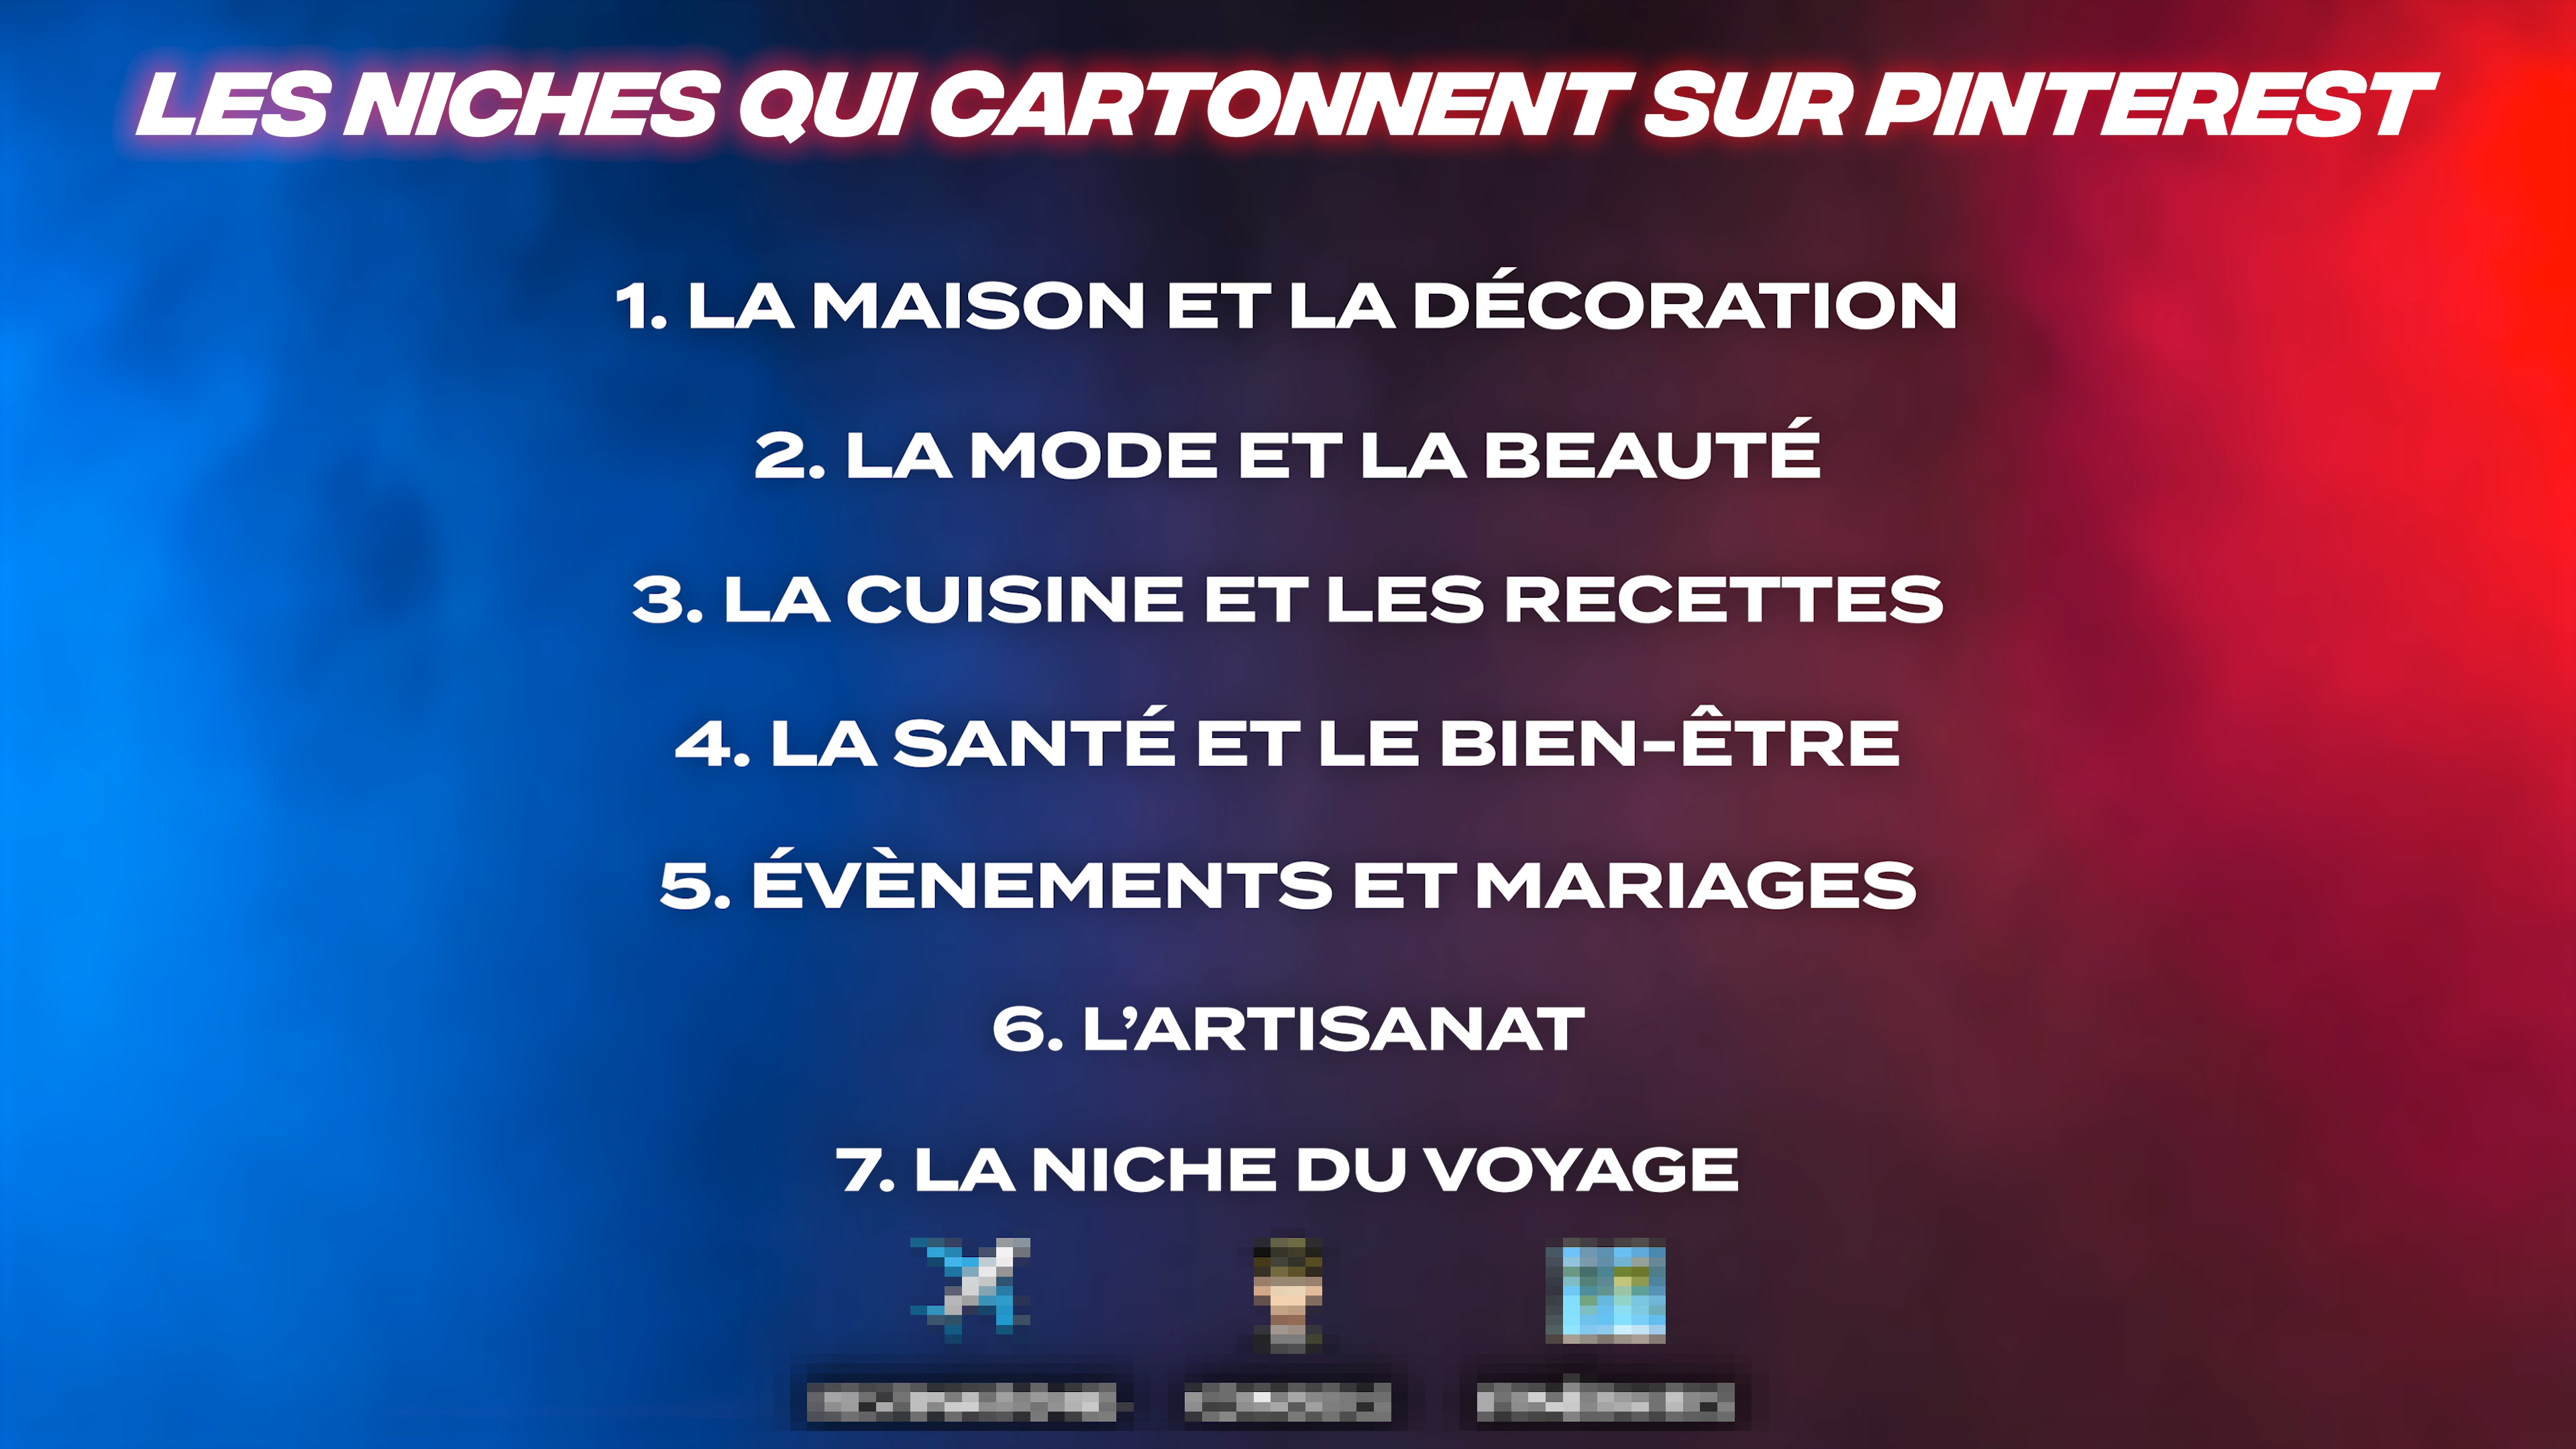 LES NICHES QUI CARTONNENT SUR PINTEREST
1. LA MAISON ET LA DÉCORATION
2. LA MODE ET LA BEAUTÉ
3. LA CUISINE ET LES RECETTES
4. LA SANTÉ ET LE BIEN-ÊTRE
5. ÉVÈNEMENTS ET MARIAGES
6. L’ARTISANAT
7. LA NICHE DU VOYAGE